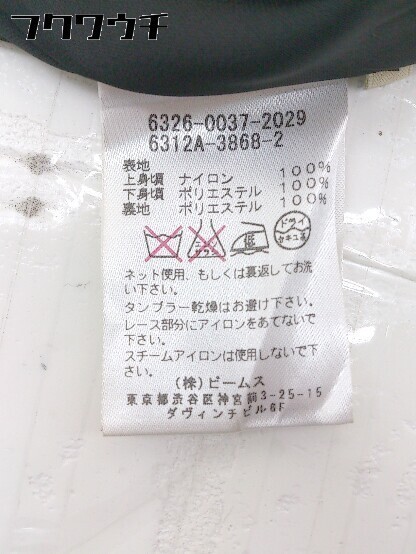 フクウクチ
6326-0037-2029
6312A-3868-2
表地
上身頃 ナイロン 100%
下身頃 ポリエステル 100%
裏地 ポリエステル 100%
ドライ
セキユ系
ネット使用、もしくは裏返してお洗
い下さい。
タンブラー乾燥はお避け下さい。
レース部分にアイロンをあてないで
下さい。
スチームアイロンは使用しないで下
さい。
(株)ビームス
東京都渋谷区神宮前3-25-15
ダヴィンチビル6F